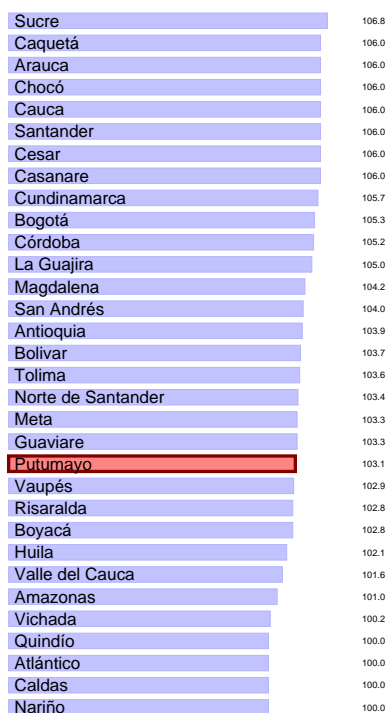 Sucre 106.8
Caquetá 106.0
Arauca 106.0
Chocó 106.0
Cauca 106.0
Santander 106.0
Cesar 106.0
Casanare 106.0
Cundinamarca 105.7
Bogotá 105.3
Córdoba 105.2
La Guajira 105.0
Magdalena 104.2
San Andrés 104.0
Antioquia 103.9
Bolivar 103.7
Tolima 103.6
Norte de Santander 103.4
Meta 103.3
Guaviare 103.3
Putumayo 103.1
Vaupés 102.9
Risaralda 102.8
Boyacá 102.8
Huila 102.1
Valle del Cauca 101.6
Amazonas 101.0
Vichada 100.2
Quindío 100.0
Atlántico 100.0
Caldas 100.0
Nariño 100.0